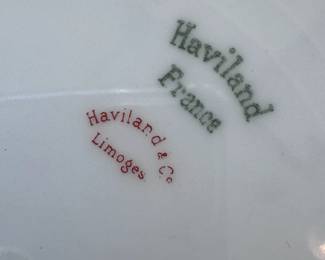 Haviland
France
Haviland & Co
Limoges